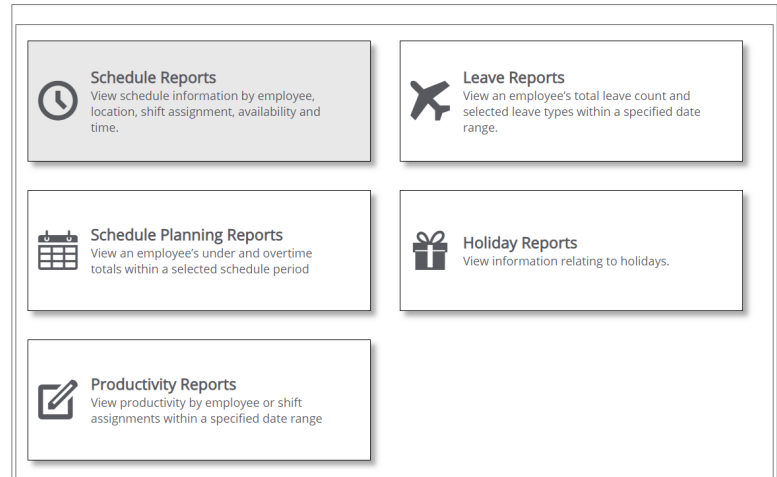 Schedule Reports
View schedule information by employee,
location, shift assignment, availability and
time.
Leave Reports
View an employee's total leave count and
selected leave types within a specified date
range.
Schedule Planning Reports
View an employee's under and overtime
totals within a selected schedule period
Holiday Reports
View information relating to holidays.
Productivity Reports
View productivity by employee or shift
assignments within a specified date range